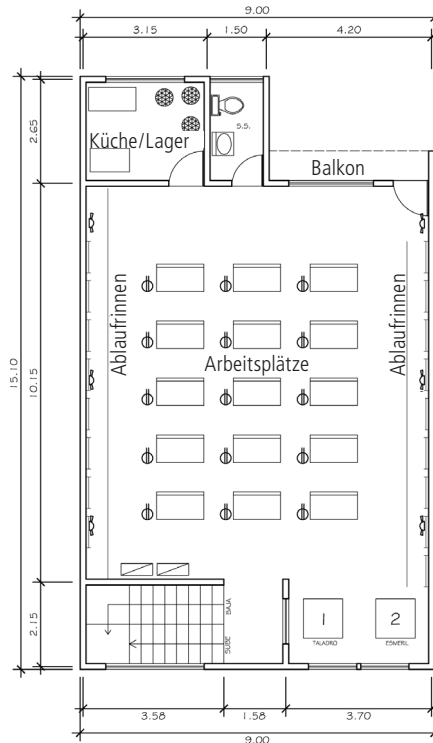 9.00
3.15
1.50
4.20
2.65
s.s.
Küche/Lager
Balkon
Ablaufrinnen
Ablaufrinnen
Arbeitsplätze
15.10
10.15
BAJA
SUBE
2.15
1
TALADRO
2
ESMERIL
3.58
1.58
3.70
9.00